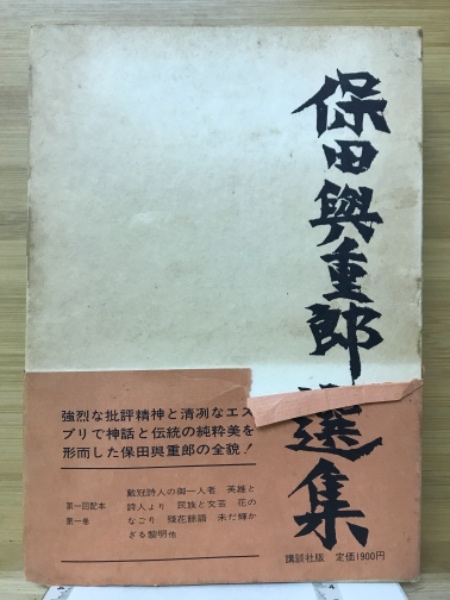 保田與重郎選集
強烈な批評精神と清冽なエス
プリで神話と伝統の純粋美を
形而した保田與重郎の全貌!
第一回配本
第一巻
戴冠詩人の御一人者 英雄と
詩人より 民族と文芸 花の
なごり 殘花餘語 未だ輝か
ざる黎明他
講談社版 定価1900円